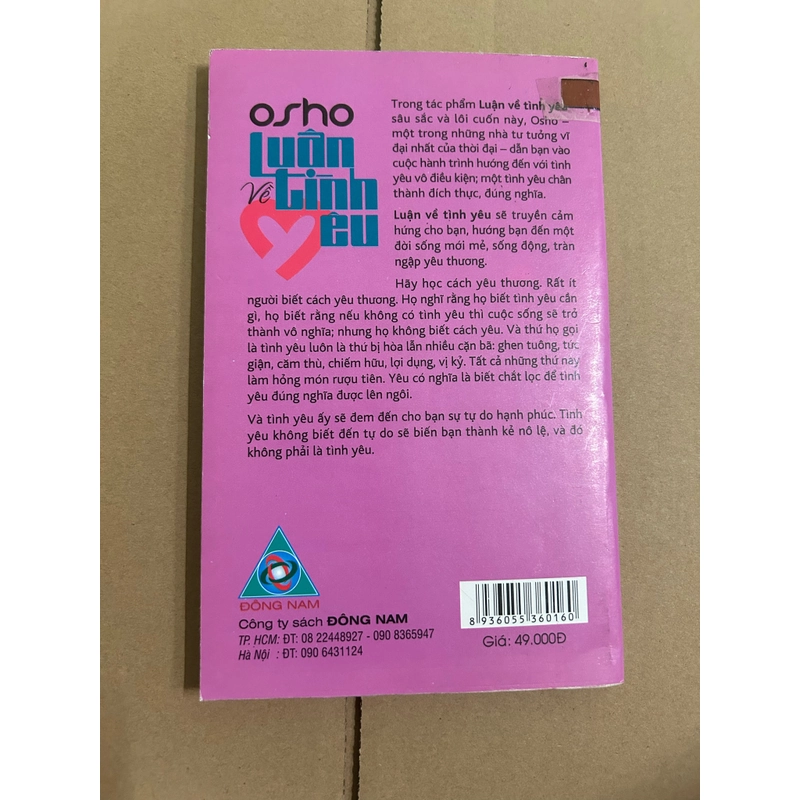 osho
Luận
Về tình
yêu
Trong tác phẩm Luận về tình yêu
sâu sắc và lôi cuốn này, Osho –
một trong những nhà tư tưởng vĩ
đại nhất của thời đại – dẫn bạn vào
cuộc hành trình hướng đến với tình
yêu vô điều kiện; một tình yêu chân
thành đích thực, đúng nghĩa.
Luận về tình yêu sẽ truyền cảm
hứng cho bạn, hướng bạn đến một
đời sống mới mẻ, sống động, tràn
ngập yêu thương.
Hãy học cách yêu thương. Rất ít
người biết cách yêu thương. Họ nghĩ rằng họ biết tình yêu cần
gì, họ biết rằng nếu không có tình yêu thì cuộc sống sẽ trở
thành vô nghĩa; nhưng họ không biết cách yêu. Và thứ họ gọi
là tình yêu luôn là thứ bị hòa lẫn nhiều cặn bã: ghen tuông, tức
giận, căm thù, chiếm hữu, lợi dụng, vị kỷ. Tất cả những thứ này
làm hỏng món rượu tiên. Yêu có nghĩa là biết chắt lọc để tình
yêu đúng nghĩa được lên ngôi.
Và tình yêu ấy sẽ đem đến cho bạn sự tự do hạnh phúc. Tình
yêu không biết đến tự do sẽ biến bạn thành kẻ nô lệ, và đó
không phải là tình yêu.
ĐÔNG NAM
Công ty sách ĐÔNG NAM
TP. HCM: ĐT: 08 22448927 - 090 8365947
Hà Nội : ĐT: 090 6431124
8 936055 360160
Giá: 49.000Đ